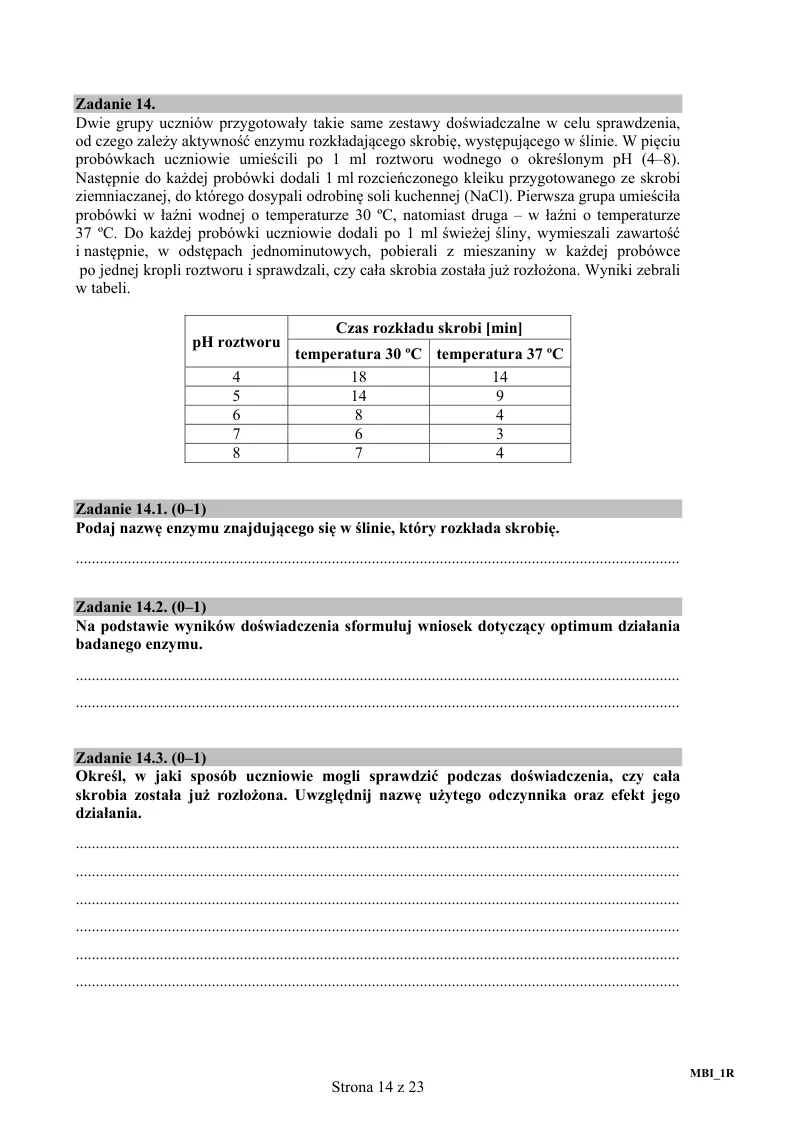 Zadanie 14.
Dwie grupy uczniów przygotowały takie same zestawy doświadczalne w celu sprawdzenia,
od czego zależy aktywność enzymu rozkładającego skrobię, występującego w ślinie. W pięciu
probówkach uczniowie umieścili po 1 ml roztworu wodnego o określonym pH (4–8).
Następnie do każdej probówki dodali 1 ml rozcieńczonego kleiku przygotowanego ze skrobi
ziemniaczanej, do którego dosypali odrobinę soli kuchennej (NaCl). Pierwsza grupa umieściła
probówki w łaźni wodnej o temperaturze 30 ºC, natomiast druga – w łaźni o temperaturze
37 ºC. Do każdej probówki uczniowie dodali po 1 ml świeżej śliny, wymieszali zawartość
i następnie, w odstępach jednominutowych, pobierali z mieszaniny w każdej probówce
po jednej kropli roztworu i sprawdzali, czy cała skrobia została już rozłożona. Wyniki zebrali
w tabeli.
pH roztworu
Czas rozkładu skrobi [min]
temperatura 30 ºC temperatura 37 ºC
4 18 14
5 14 9
6 8 4
7 6 3
8 7 4
Zadanie 14.1. (0–1)
Podaj nazwę enzymu znajdującego się w ślinie, który rozkłada skrobię.
Zadanie 14.2. (0–1)
Na podstawie wyników doświadczenia sformułuj wniosek dotyczący optimum działania
badanego enzymu.
Zadanie 14.3. (0–1)
Określ, w jaki sposób uczniowie mogli sprawdzić podczas doświadczenia, czy cała
skrobia została już rozłożona. Uwzględnij nazwę użytego odczynnika oraz efekt jego
działania.
MBI_1R
Strona 14 z 23